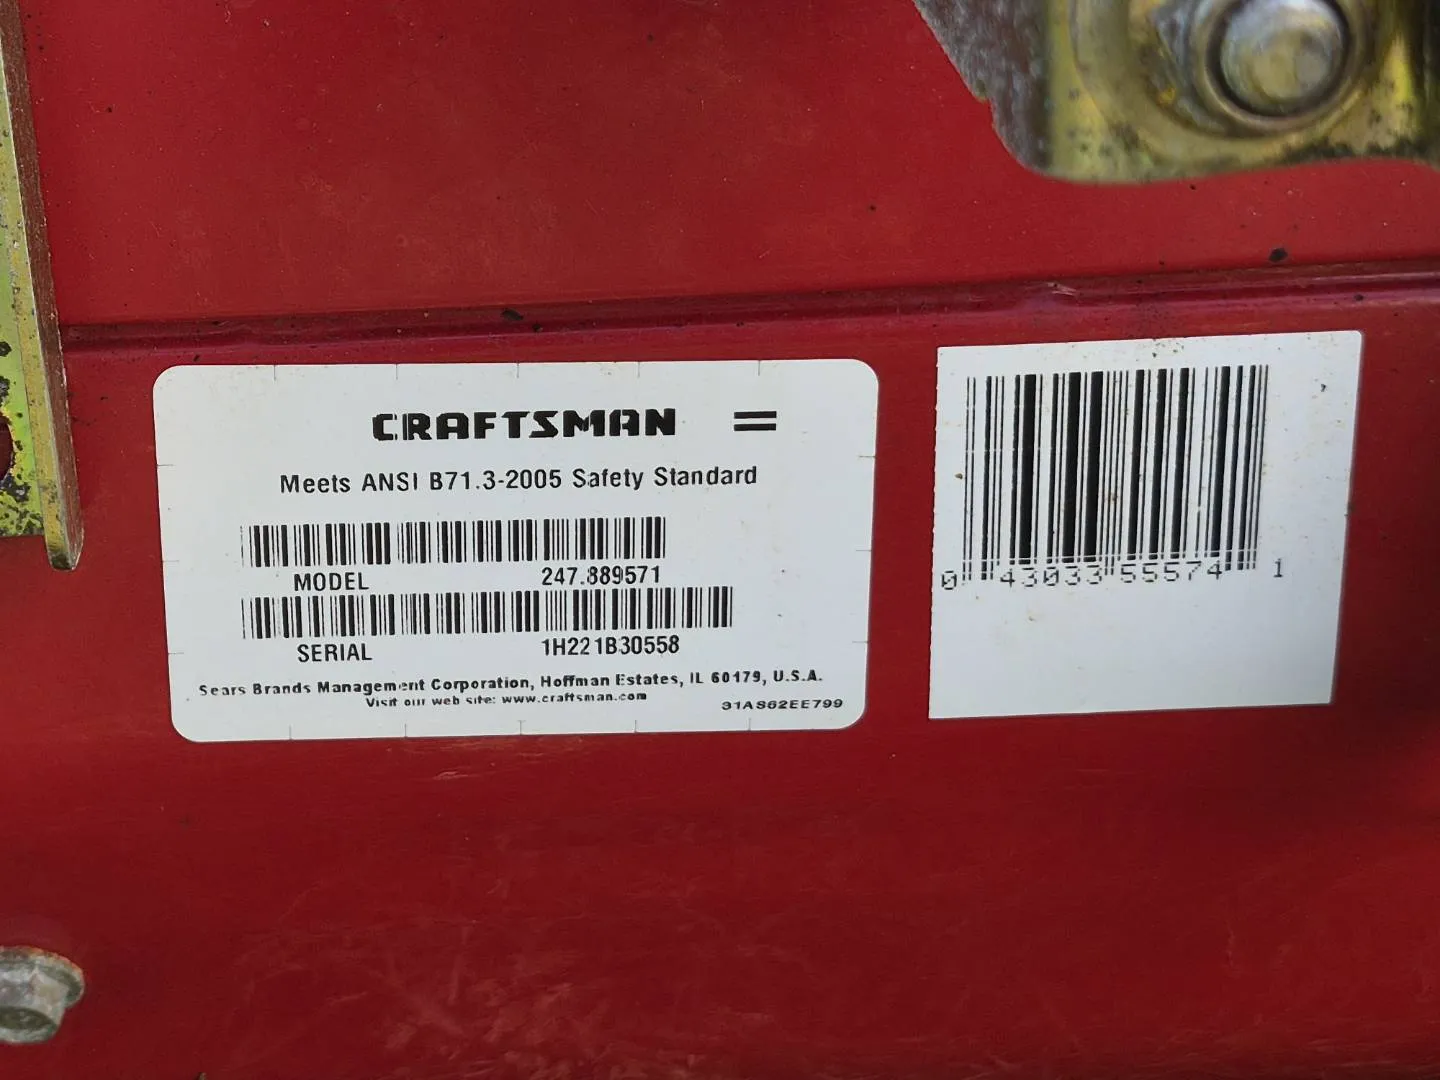 CRAFTSMAN
Meets ANSI B71.3-2005 Safety Standard
MODEL 247.889571
SERIAL 1H221B30558
Sears Brands Management Corporation, Hoffman Estates, IL 60179, U.S.A.
Visit our web site: www.craftsman.com
31AS62EE799
0 43033 55574 1